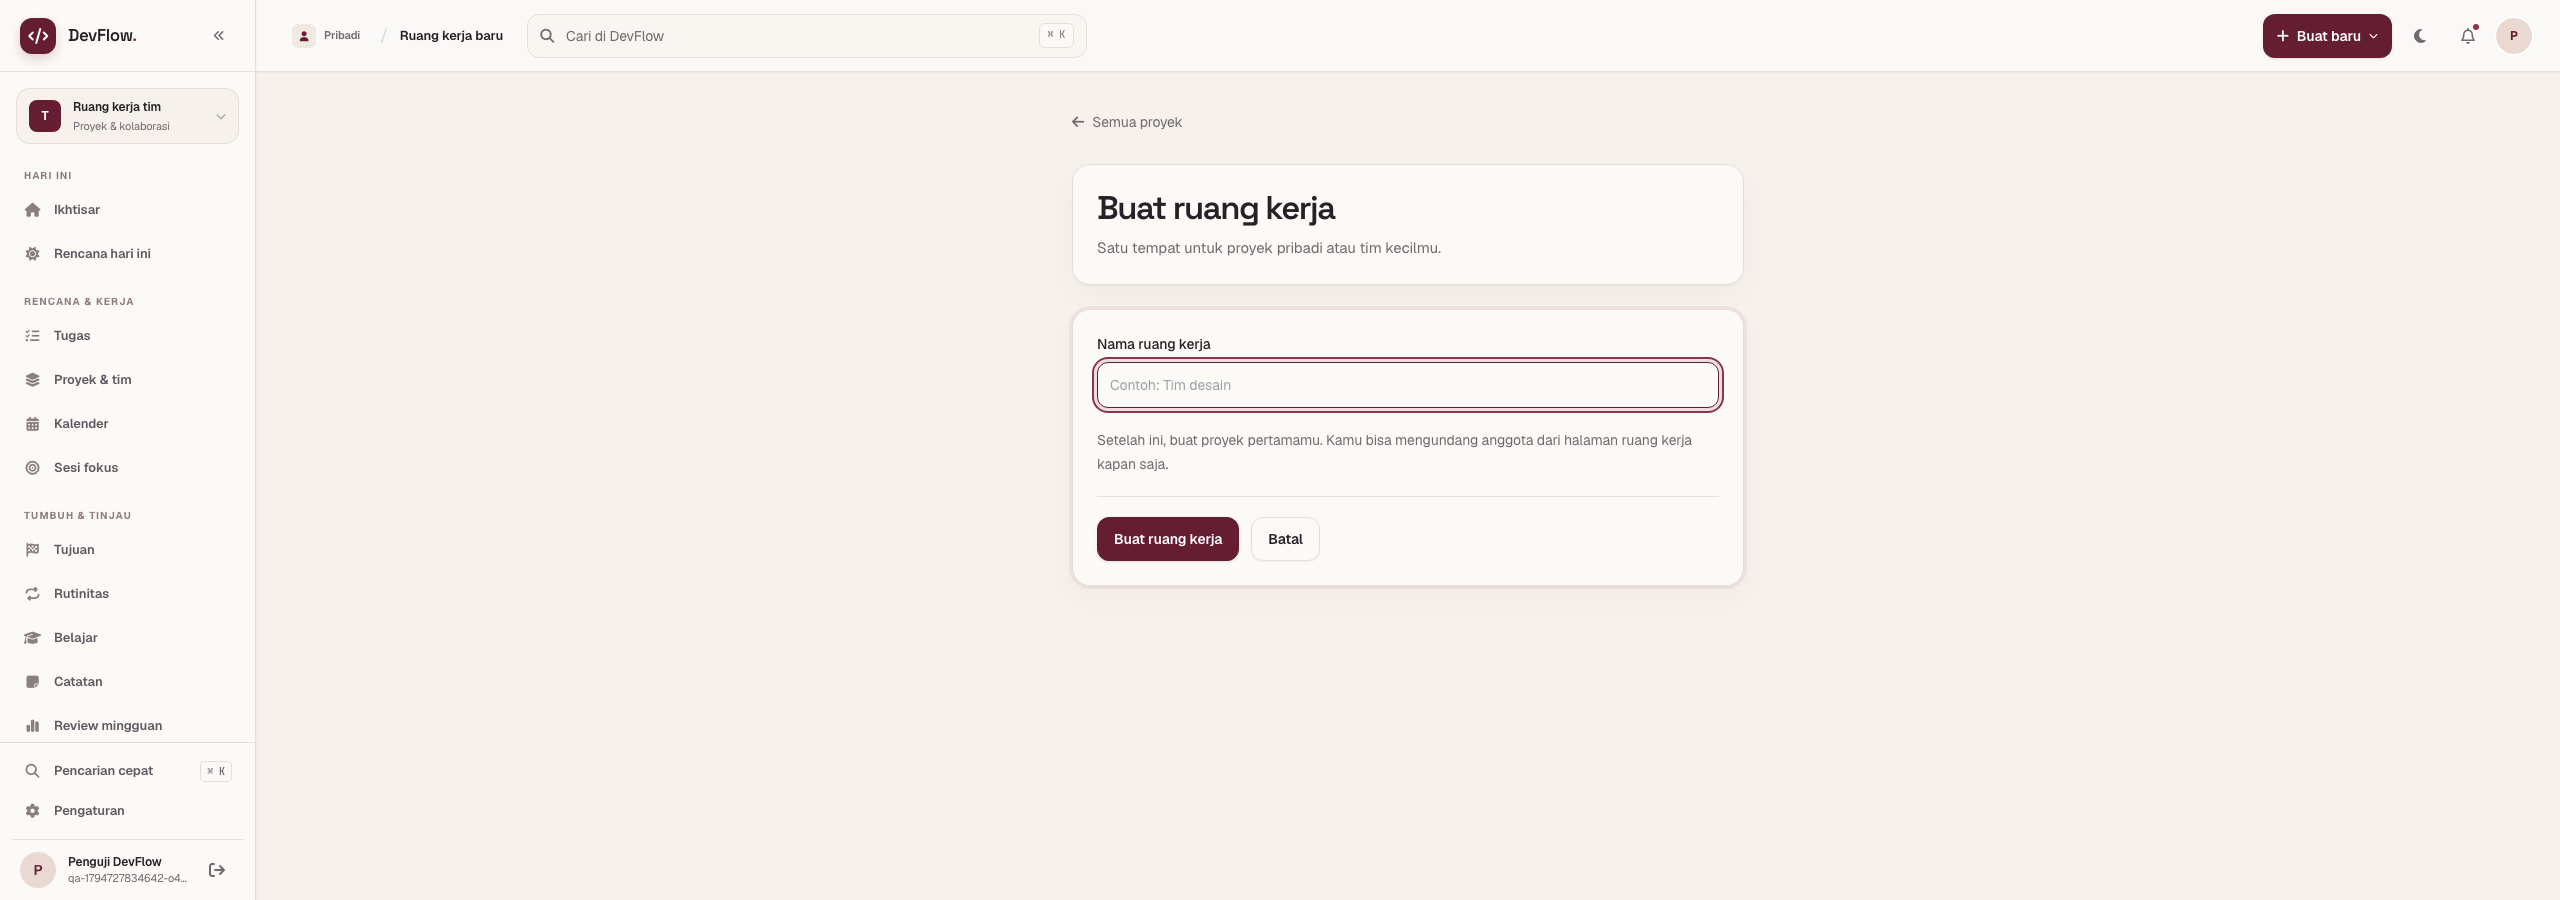 DevFlow.
Pribadi / Ruang kerja baru
Cari di DevFlow
⌘ K
Buat baru
P
T
Ruang kerja tim
Proyek & kolaborasi
HARI INI
Ikhtisar
Rencana hari ini
RENCANA & KERJA
Tugas
Proyek & tim
Kalender
Sesi fokus
TUMBUH & TINJAU
Tujuan
Rutinitas
Belajar
Catatan
Review mingguan
Pencarian cepat
⌘ K
Pengaturan
P
Penguji DevFlow
qa-1794727834642-o4...
Semua proyek
Buat ruang kerja
Satu tempat untuk proyek pribadi atau tim kecilmu.
Nama ruang kerja
Contoh: Tim desain
Setelah ini, buat proyek pertamamu. Kamu bisa mengundang anggota dari halaman ruang kerja
kapan saja.
Buat ruang kerja
Batal